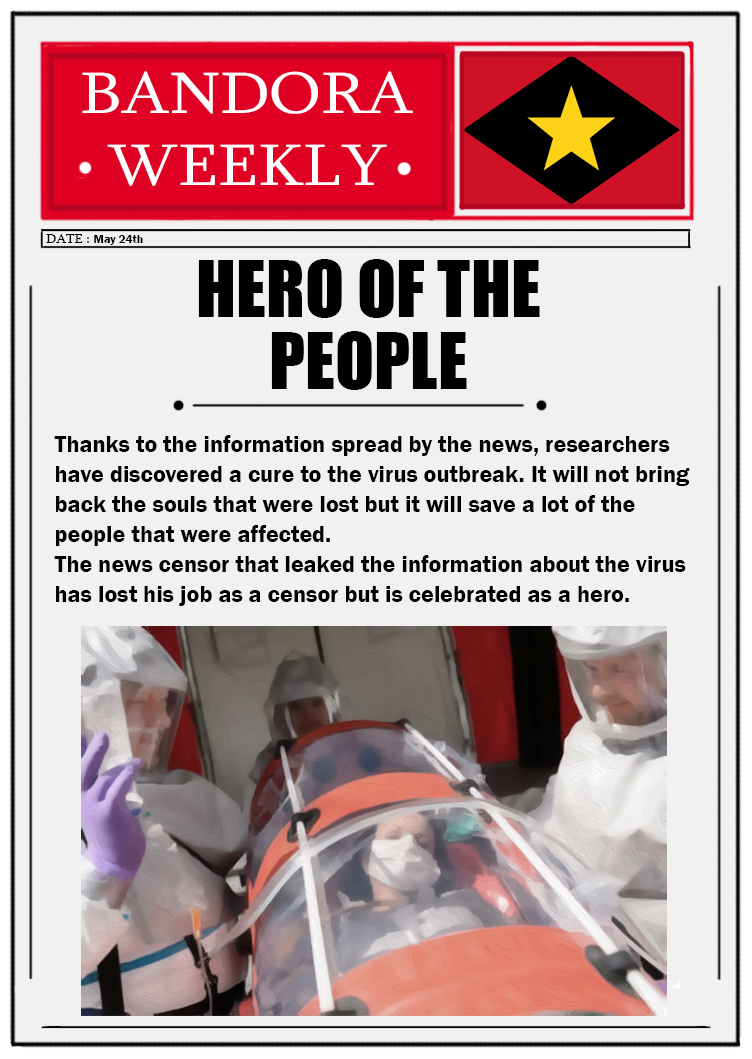 BANDORA
• WEEKLY •
DATE : May 24th
HERO OF THE
PEOPLE
Thanks to the information spread by the news, researchers
have discovered a cure to the virus outbreak. It will not bring
back the souls that were lost but it will save a lot of the
people that were affected.
The news censor that leaked the information about the virus
has lost his job as a censor but is celebrated as a hero.